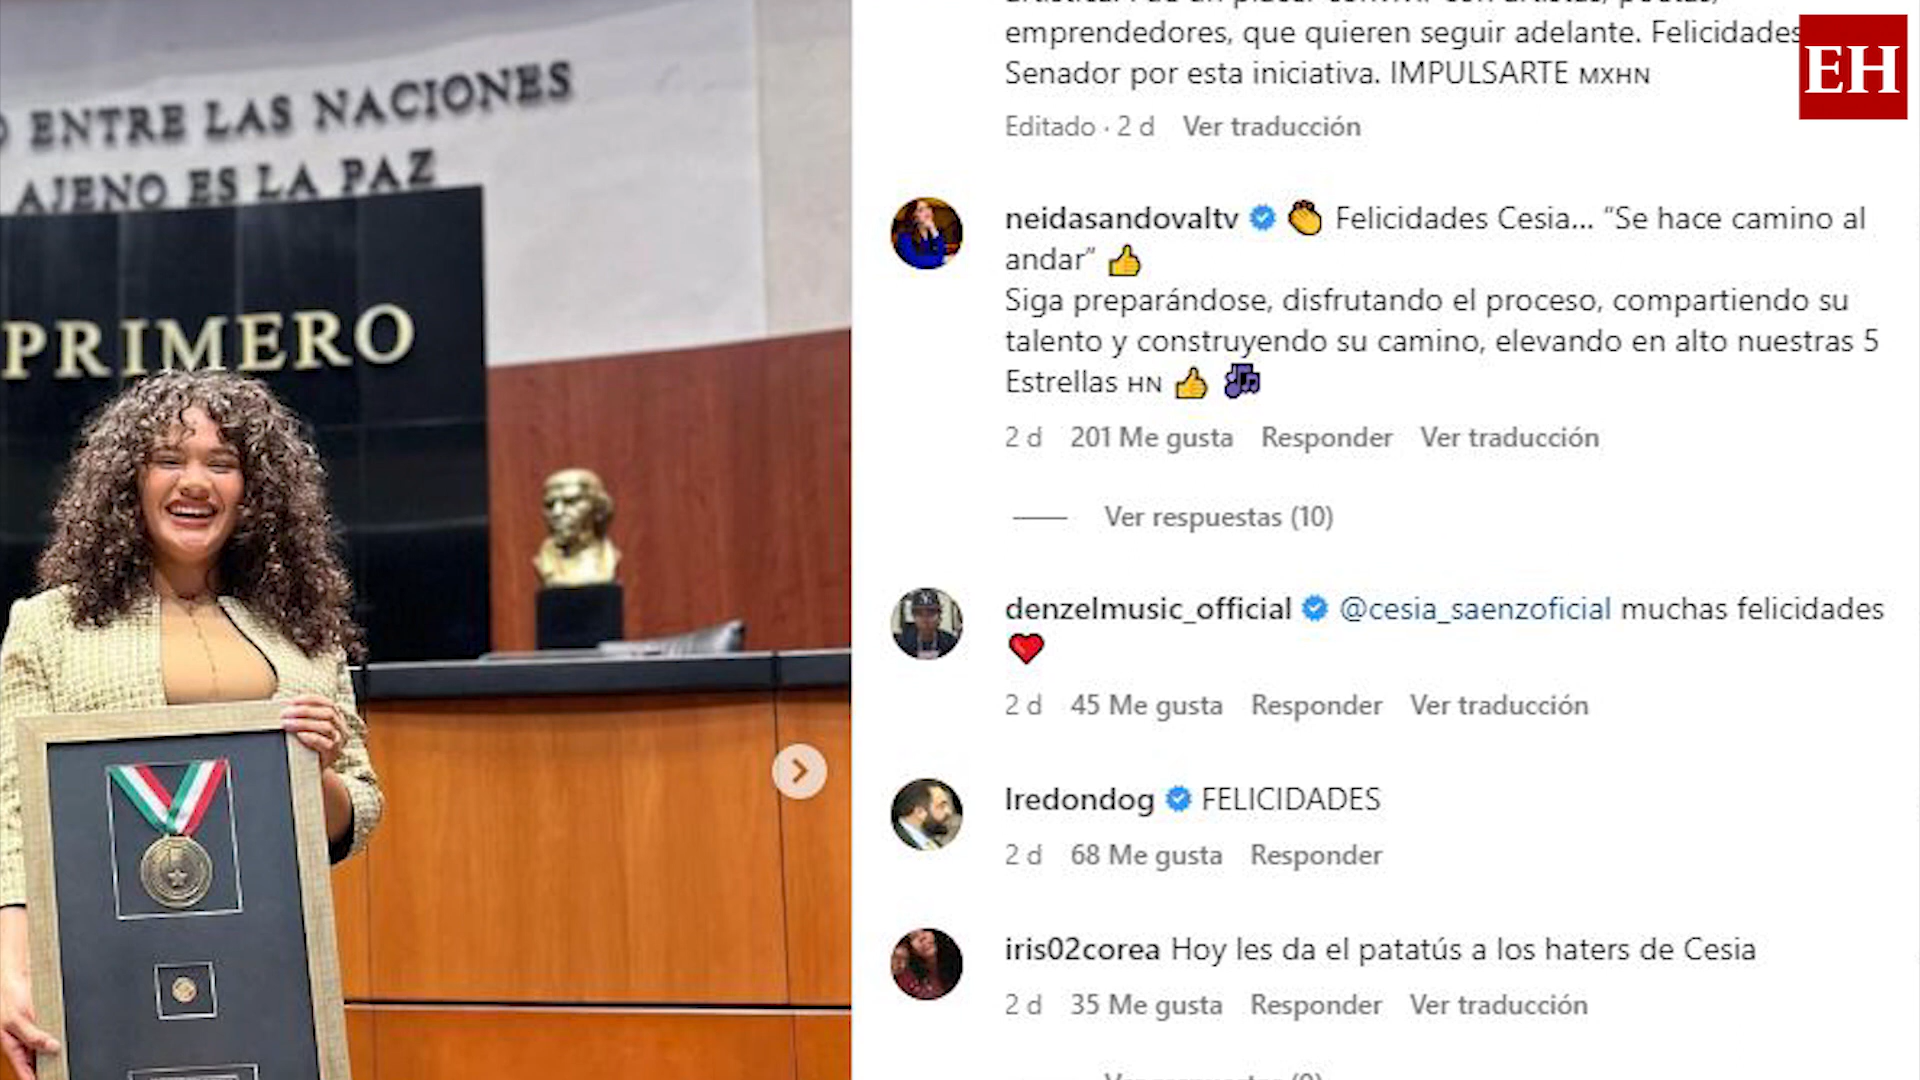 O ENTRE LAS NACIONES
AJENO ES LA PAZ
PRIMERO
emprendedores, que quieren seguir adelante. Felicidades
Senador por esta iniciativa. IMPULSARTE MXHN
Editado · 2 d Ver traducción
EH
neidasandovaltv 👏 Felicidades Cesia... “Se hace camino al
andar” 👍
Siga preparándose, disfrutando el proceso, compartiendo su
talento y construyendo su camino, elevando en alto nuestras 5
Estrellas HN 👍 🎶
2 d 201 Me gusta Responder Ver traducción
Ver respuestas (10)
denzelmusic_official @cesia_saenzoficial muchas felicidades
❤️
2 d 45 Me gusta Responder Ver traducción
lredondog FELICIDADES
2 d 68 Me gusta Responder
iris02corea Hoy les da el patatús a los haters de Cesia
2 d 35 Me gusta Responder Ver traducción
Ver respuestas (9)